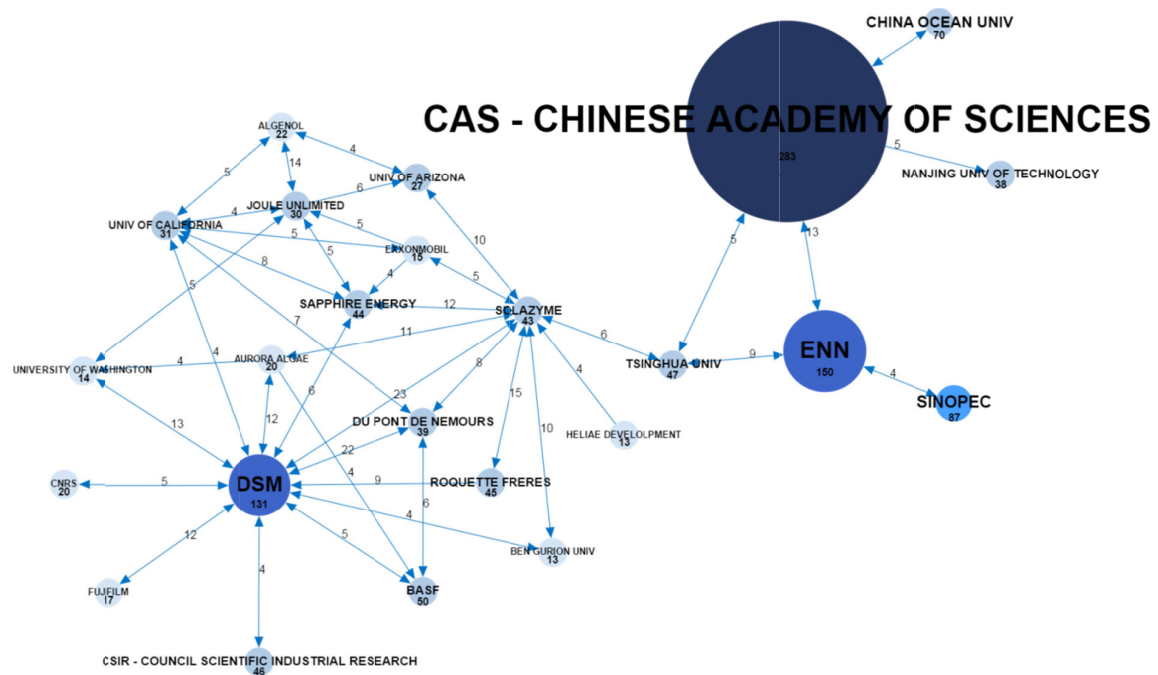 CHINA OCEAN UNIV
70
CAS - CHINESE ACADEMY OF SCIENCES
283
5
NANJING UNIV OF TECHNOLOGY
38
ALGENOL
22
4
14
5
UNIV OF ARIZONA
27
6
JOULE UNLIMITED
30
4
UNIV OF CALIFORNIA
31
5
5
EXXONMOBIL
15
5
10
5
13
8
4
5
SAPPHIRE ENERGY
44
12
SOLAZYME
43
5
7
11
6
ENN
150
4
4
AURORA ALGAE
20
UNIVERSITY OF WASHINGTON
14
8
9
TSINGHUA UNIV
47
4
4
SINOPEC
87
6
23
15
12
13
DU PONT DE NEMOURS
39
10
HELIAE DEVELOLPMENT
13
22
4
CNRS
20
5
DSM
131
9
ROQUETTE FRERES
45
6
4
12
5
BEN GURION UNIV
13
4
FUJIFILM
17
BASF
50
CSIR - COUNCIL SCIENTIFIC INDUSTRIAL RESEARCH
46